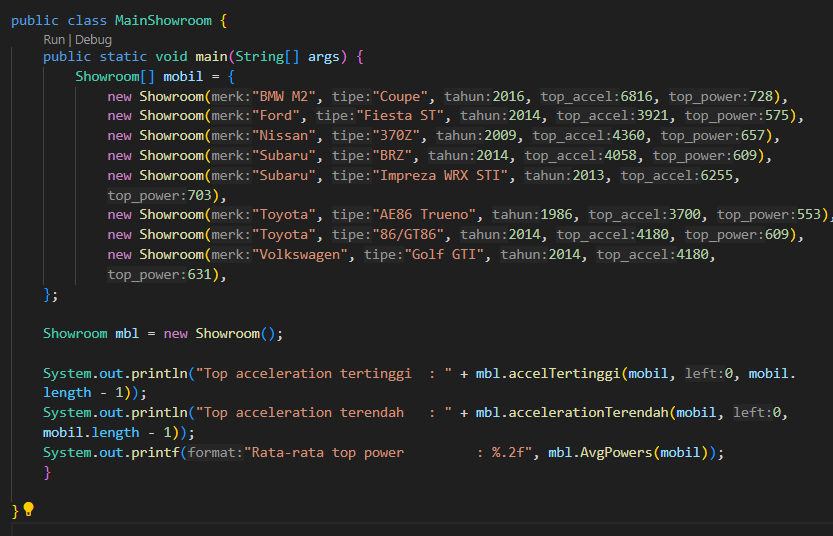 public class MainShowroom {
Run | Debug
public static void main(String[] args) {
Showroom[] mobil = {
new Showroom(merk:"BMW M2", tipe:"Coupe", tahun:2016, top_accel:6816, top_power:728),
new Showroom(merk:"Ford", tipe:"Fiesta ST", tahun:2014, top_accel:3921, top_power:575),
new Showroom(merk:"Nissan", tipe:"370Z", tahun:2009, top_accel:4360, top_power:657),
new Showroom(merk:"Subaru", tipe:"BRZ", tahun:2014, top_accel:4058, top_power:609),
new Showroom(merk:"Subaru", tipe:"Impreza WRX STI", tahun:2013, top_accel:6255,
top_power:703),
new Showroom(merk:"Toyota", tipe:"AE86 Trueno", tahun:1986, top_accel:3700, top_power:553),
new Showroom(merk:"Toyota", tipe:"86/GT86", tahun:2014, top_accel:4180, top_power:609),
new Showroom(merk:"Volkswagen", tipe:"Golf GTI", tahun:2014, top_accel:4180,
top_power:631),
};
Showroom mbl = new Showroom();
System.out.println("Top acceleration tertinggi  : " + mbl.accelTertinggi(mobil, left:0, mobil.
length - 1));
System.out.println("Top acceleration terendah   : " + mbl.accelerationTerendah(mobil, left:0,
mobil.length - 1));
System.out.printf(format:"Rata-rata top power         : %.2f", mbl.AvgPowers(mobil));
}
}